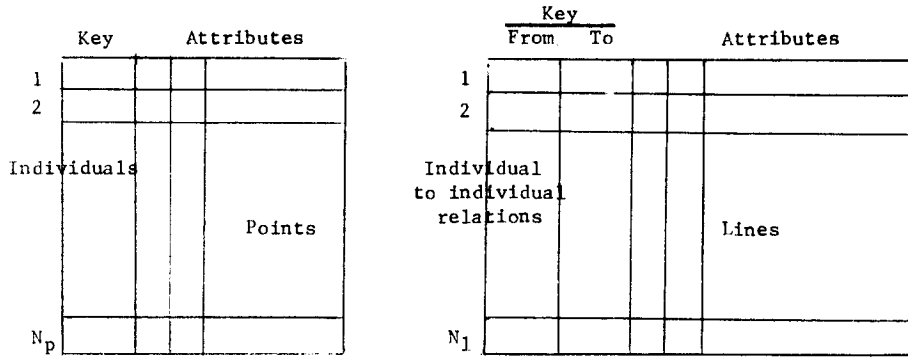 Key Attributes
1
2
Individuals
Points
Np
Key
From To Attributes
1
2
Individual
to individual
relations
Lines
N1